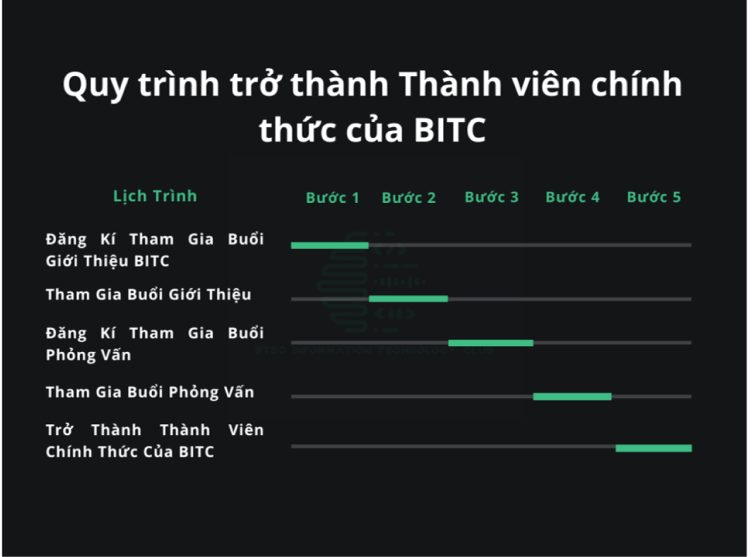 Quy trình trở thành Thành viên chính
thức của BITC
Lịch Trình
Bước 1
Bước 2
Bước 3
Bước 4
Bước 5
Đăng Kí Tham Gia Buổi
Giới Thiệu BITC
Tham Gia Buổi Giới Thiệu
Đăng Kí Tham Gia Buổi
Phỏng Vấn
Tham Gia Buổi Phỏng Vấn
Trở Thành Thành Viên
Chính Thức Của BITC